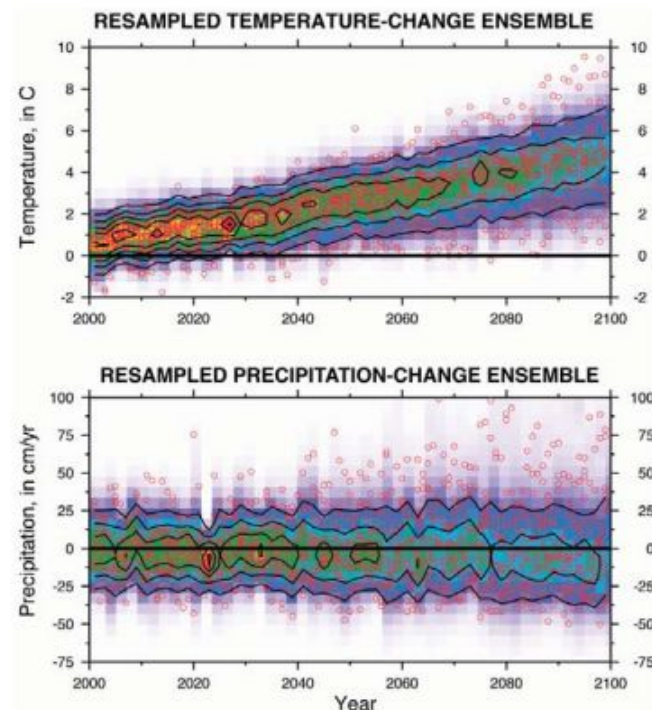 RESAMPLED TEMPERATURE-CHANGE ENSEMBLE
10 10
8 8
6 6
4 4
2 2
0 0
-2 -2
Temperature, in C
2000 2020 2040 2060 2080 2100
RESAMPLED PRECIPITATION-CHANGE ENSEMBLE
100 100
75 75
50 50
25 25
0 0
-25 -25
-50 -50
-75 -75
Precipitation, in cm/yr
2000 2020 2040 2060 2080 2100
Year